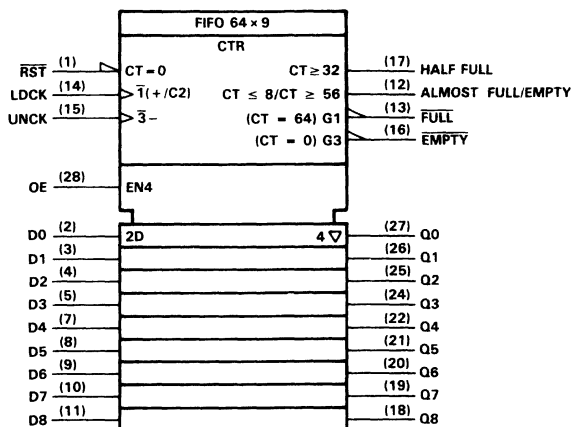 FIFO 64 × 9
CTR
RST (1) CT=0 CT ≥ 32 (17) HALF FULL
LDCK (14) 1(+/C2) CT ≤ 8/CT ≥ 56 (12) ALMOST FULL/EMPTY
UNCK (15) 3− (CT = 64) G1 (13) FULL
(CT = 0) G3 (16) EMPTY
OE (28) EN4
D0 (2) 2D 4 ▽ (27) Q0
D1 (3) (26) Q1
D2 (4) (25) Q2
D3 (5) (24) Q3
D4 (7) (22) Q4
D5 (8) (21) Q5
D6 (9) (20) Q6
D7 (10) (19) Q7
D8 (11) (18) Q8